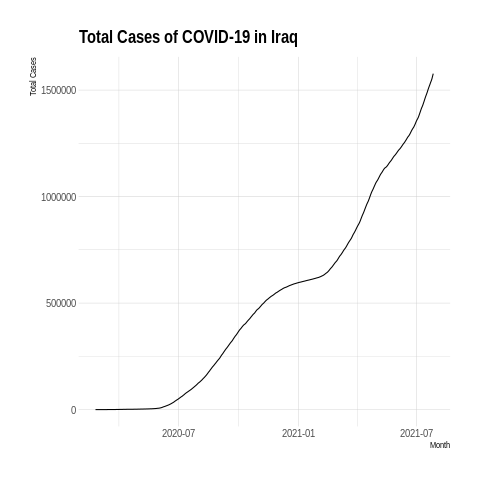 Total Cases of COVID-19 in Iraq
Total Cases
1500000
1000000
500000
0
2020-07
2021-01
2021-07
Month